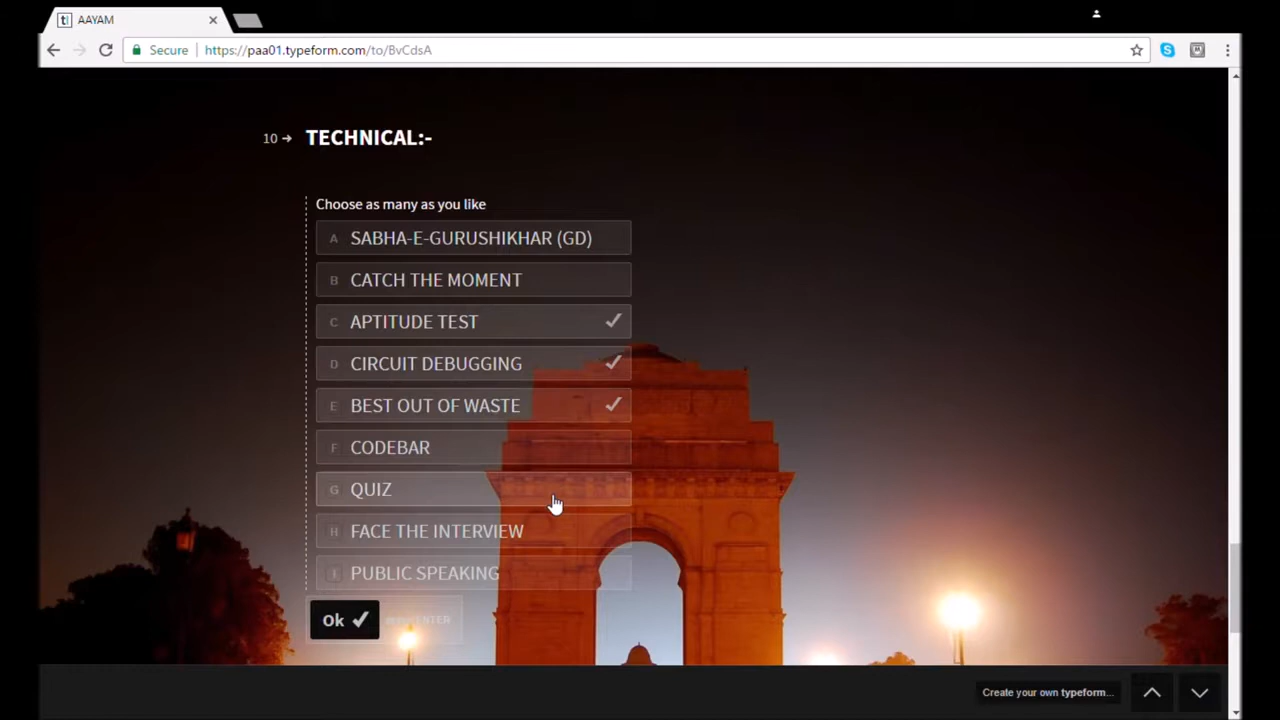 AAYAM
Secure https://paa01.typeform.com/to/BvCdsA
10 → TECHNICAL:-
Choose as many as you like
A SABHA-E-GURUSHIKHAR (GD)
B CATCH THE MOMENT
C APTITUDE TEST
D CIRCUIT DEBUGGING
E BEST OUT OF WASTE
F CODEBAR
G QUIZ
H FACE THE INTERVIEW
I PUBLIC SPEAKING
Ok ENTER
Create your own typeform...